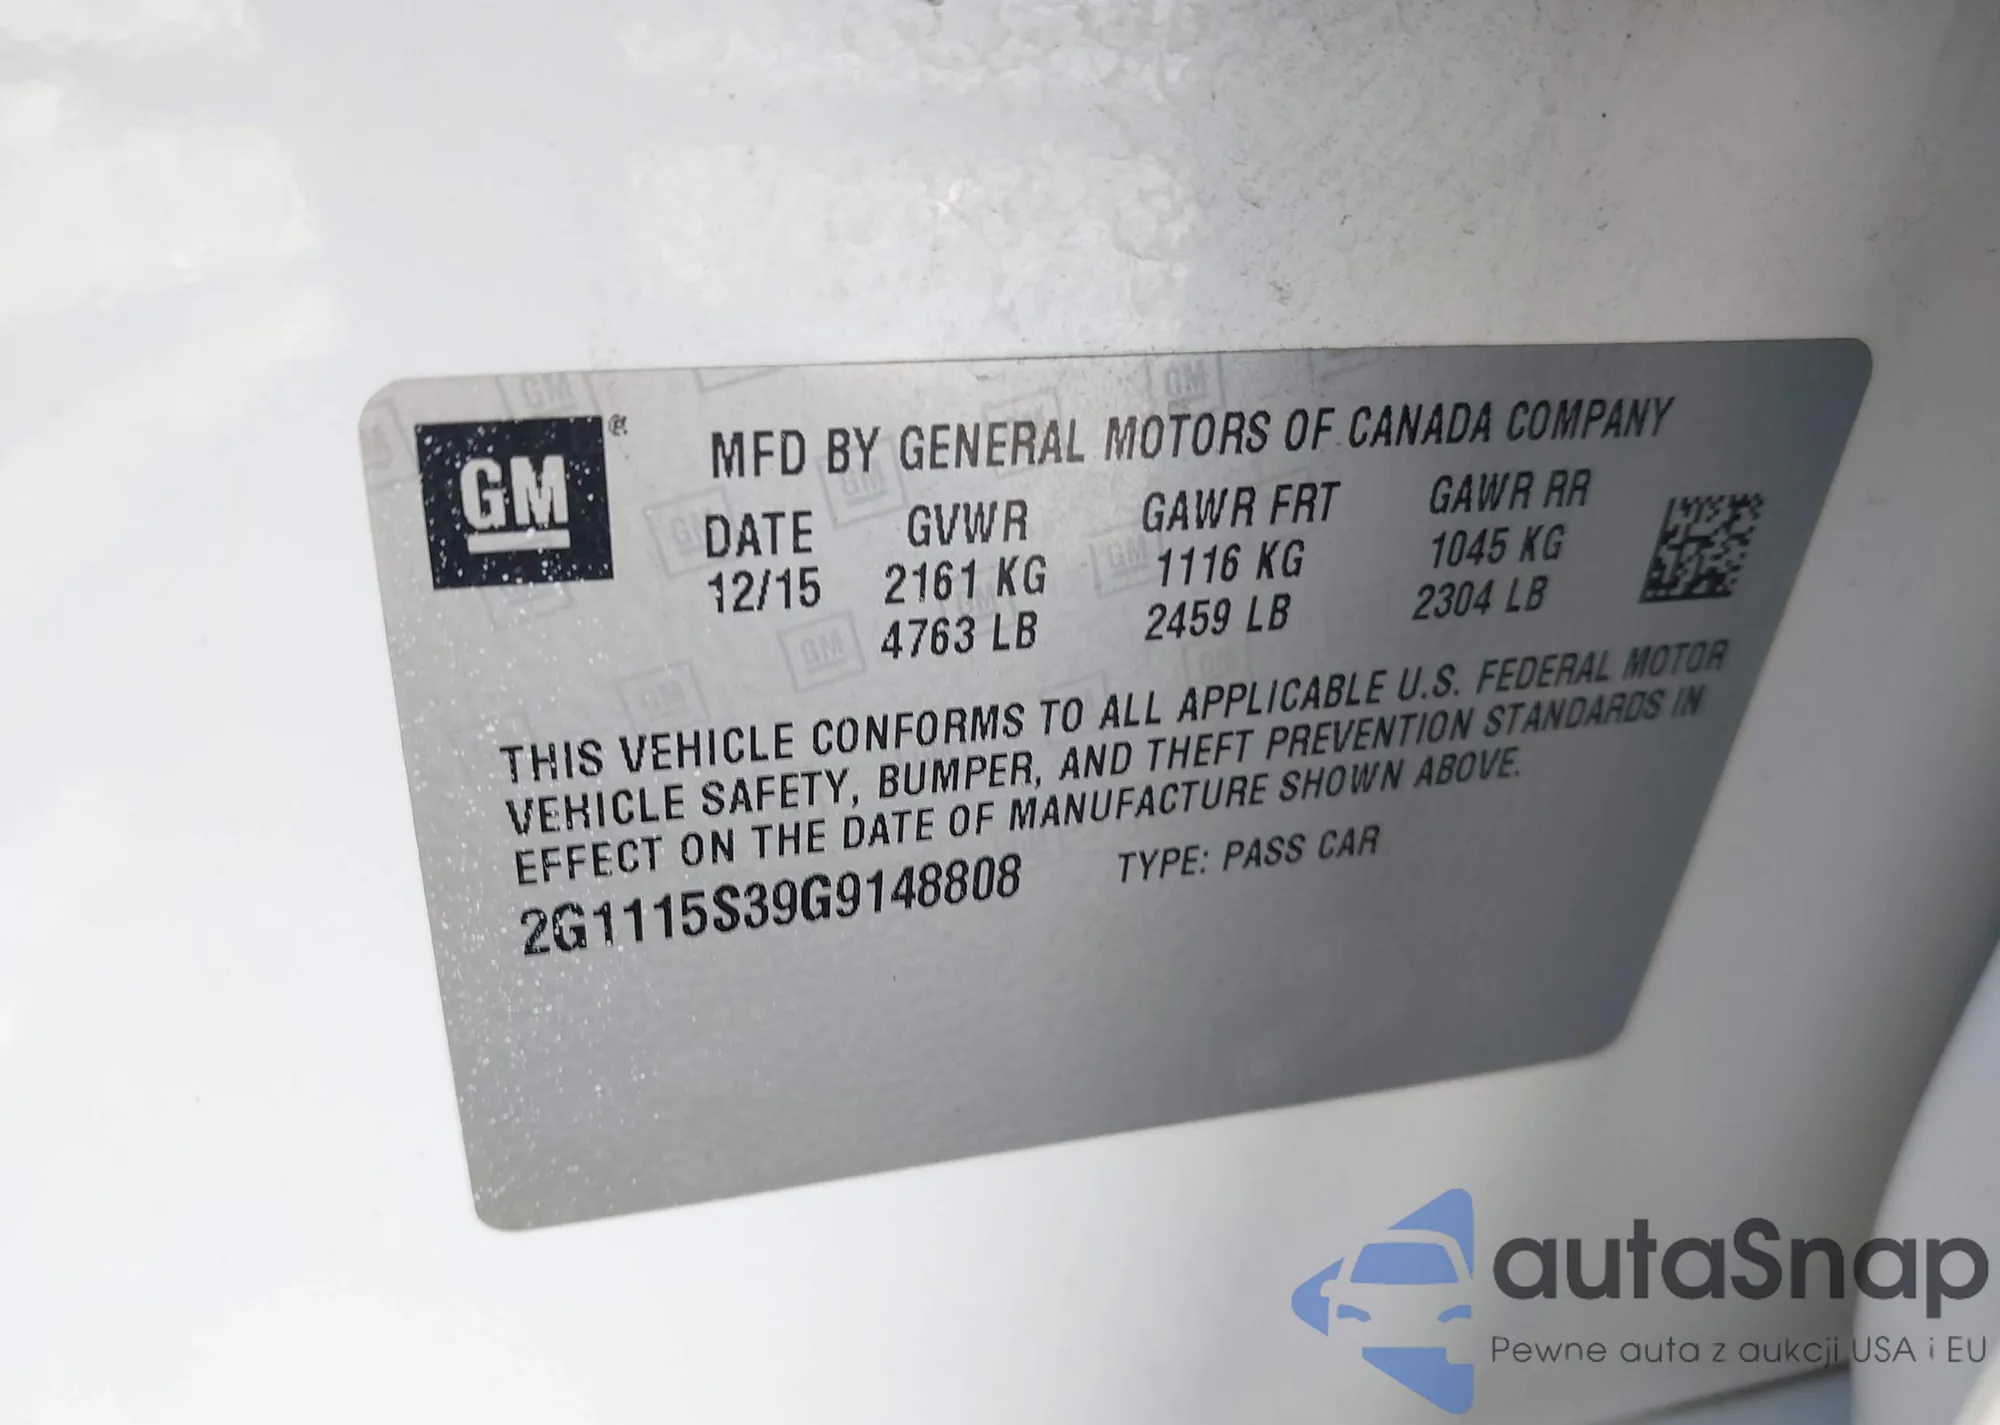 GM
MFD BY GENERAL MOTORS OF CANADA COMPANY
DATE GVWR GAWR FRT GAWR RR
12/15 2161 KG 1116 KG 1045 KG
4763 LB 2459 LB 2304 LB
THIS VEHICLE CONFORMS TO ALL APPLICABLE U.S. FEDERAL MOTOR
VEHICLE SAFETY, BUMPER, AND THEFT PREVENTION STANDARDS IN
EFFECT ON THE DATE OF MANUFACTURE SHOWN ABOVE.
2G1115S39G9148808 TYPE: PASS CAR
autaSnap
Pewne auta z aukcji USA i EU